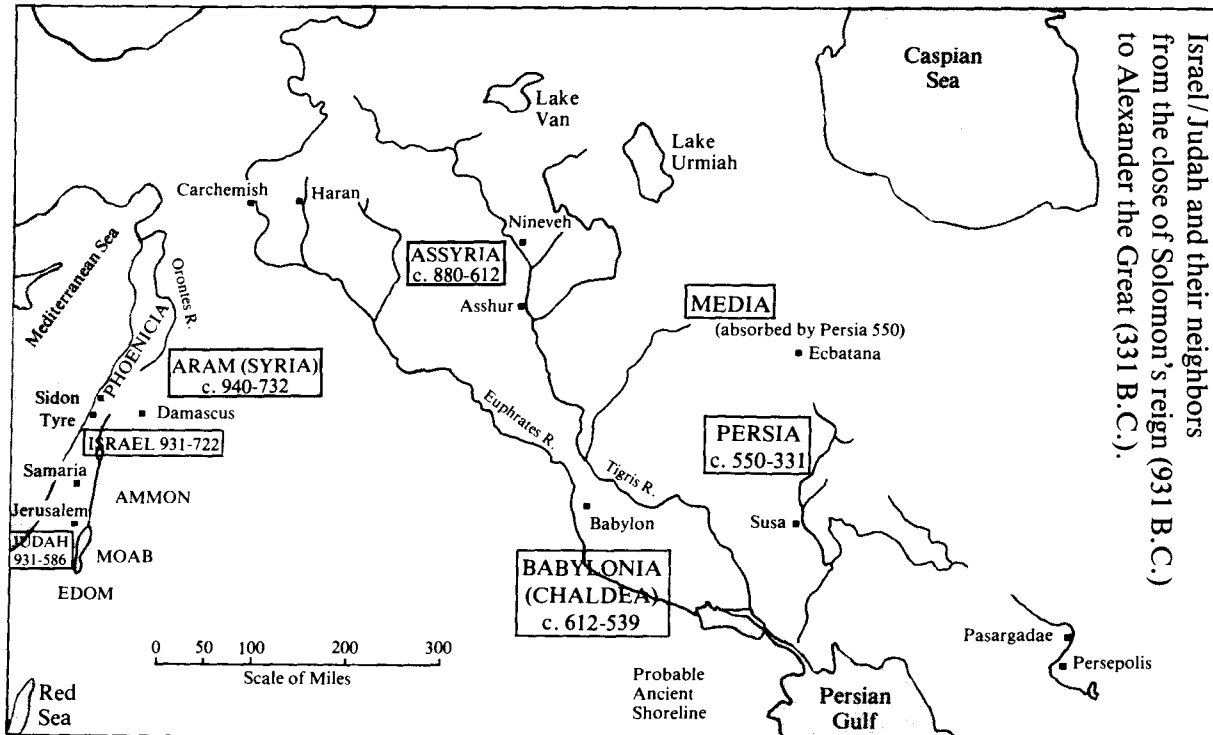 Israel/Judah and their neighbors
from the close of Solomon's reign (931 B.C.)
to Alexander the Great (331 B.C.).
Caspian
Sea
Lake
Van
Lake
Urmiah
Carchemish
Haran
Nineveh
ASSYRIA
c. 880-612
Asshur
MEDIA
(absorbed by Persia 550)
Ecbatana
Mediterranean Sea
Orontes R.
PHOENICIA
ARAM (SYRIA)
c. 940-732
Sidon
Tyre
Damascus
ISRAEL 931-722
Euphrates R.
Tigris R.
PERSIA
c. 550-331
Samaria
AMMON
Jerusalem
Babylon
Susa
JUDAH
931-586
MOAB
EDOM
BABYLONIA
(CHALDEA)
c. 612-539
0 50 100 200 300
Scale of Miles
Pasargadae
Persepolis
Probable
Ancient
Shoreline
Persian
Gulf
Red
Sea